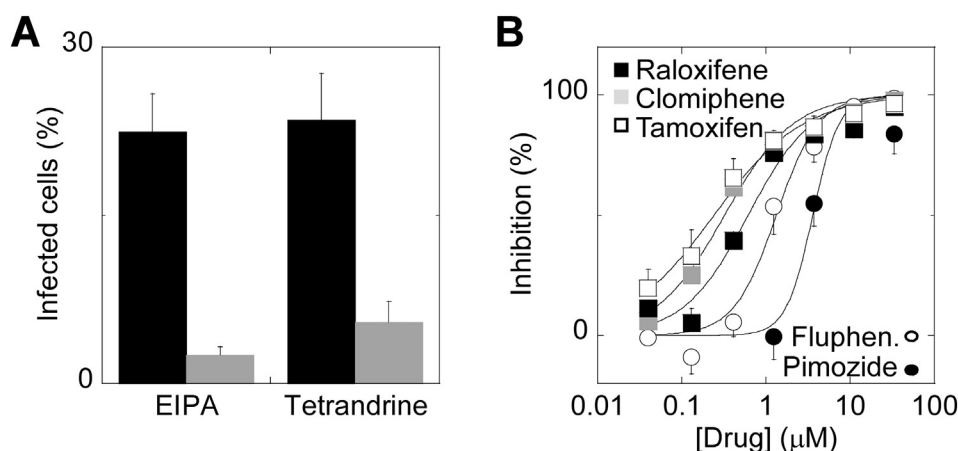 A
30
Infected cells (%)
0
EIPA
Tetrandrine
B
100
Inhibition (%)
0
Raloxifene
Clomiphene
Tamoxifen
Fluphen.
Pimozide
0.01 0.1 1 10 100
[Drug] (μM)